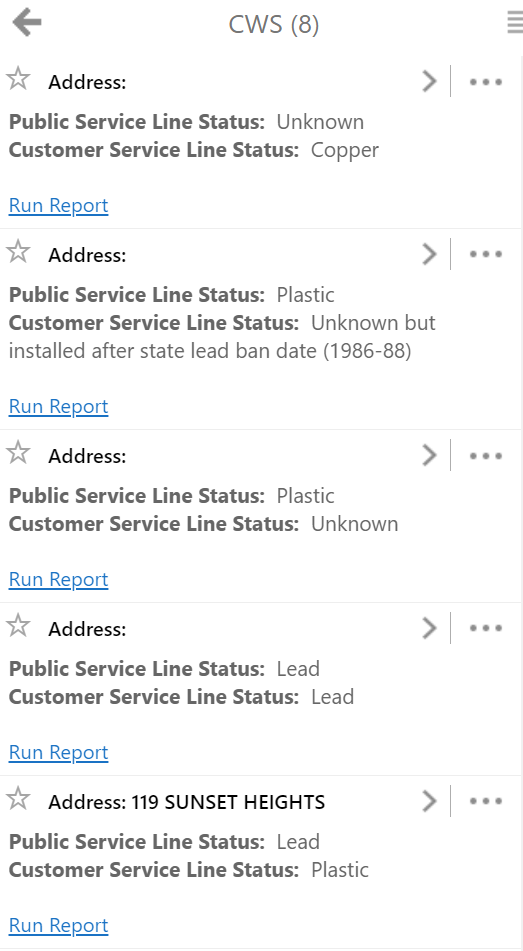 CWS (8)
Address:
Public Service Line Status: Unknown
Customer Service Line Status: Copper
Run Report
Address:
Public Service Line Status: Plastic
Customer Service Line Status: Unknown but
installed after state lead ban date (1986-88)
Run Report
Address:
Public Service Line Status: Plastic
Customer Service Line Status: Unknown
Run Report
Address:
Public Service Line Status: Lead
Customer Service Line Status: Lead
Run Report
Address: 119 SUNSET HEIGHTS
Public Service Line Status: Lead
Customer Service Line Status: Plastic
Run Report